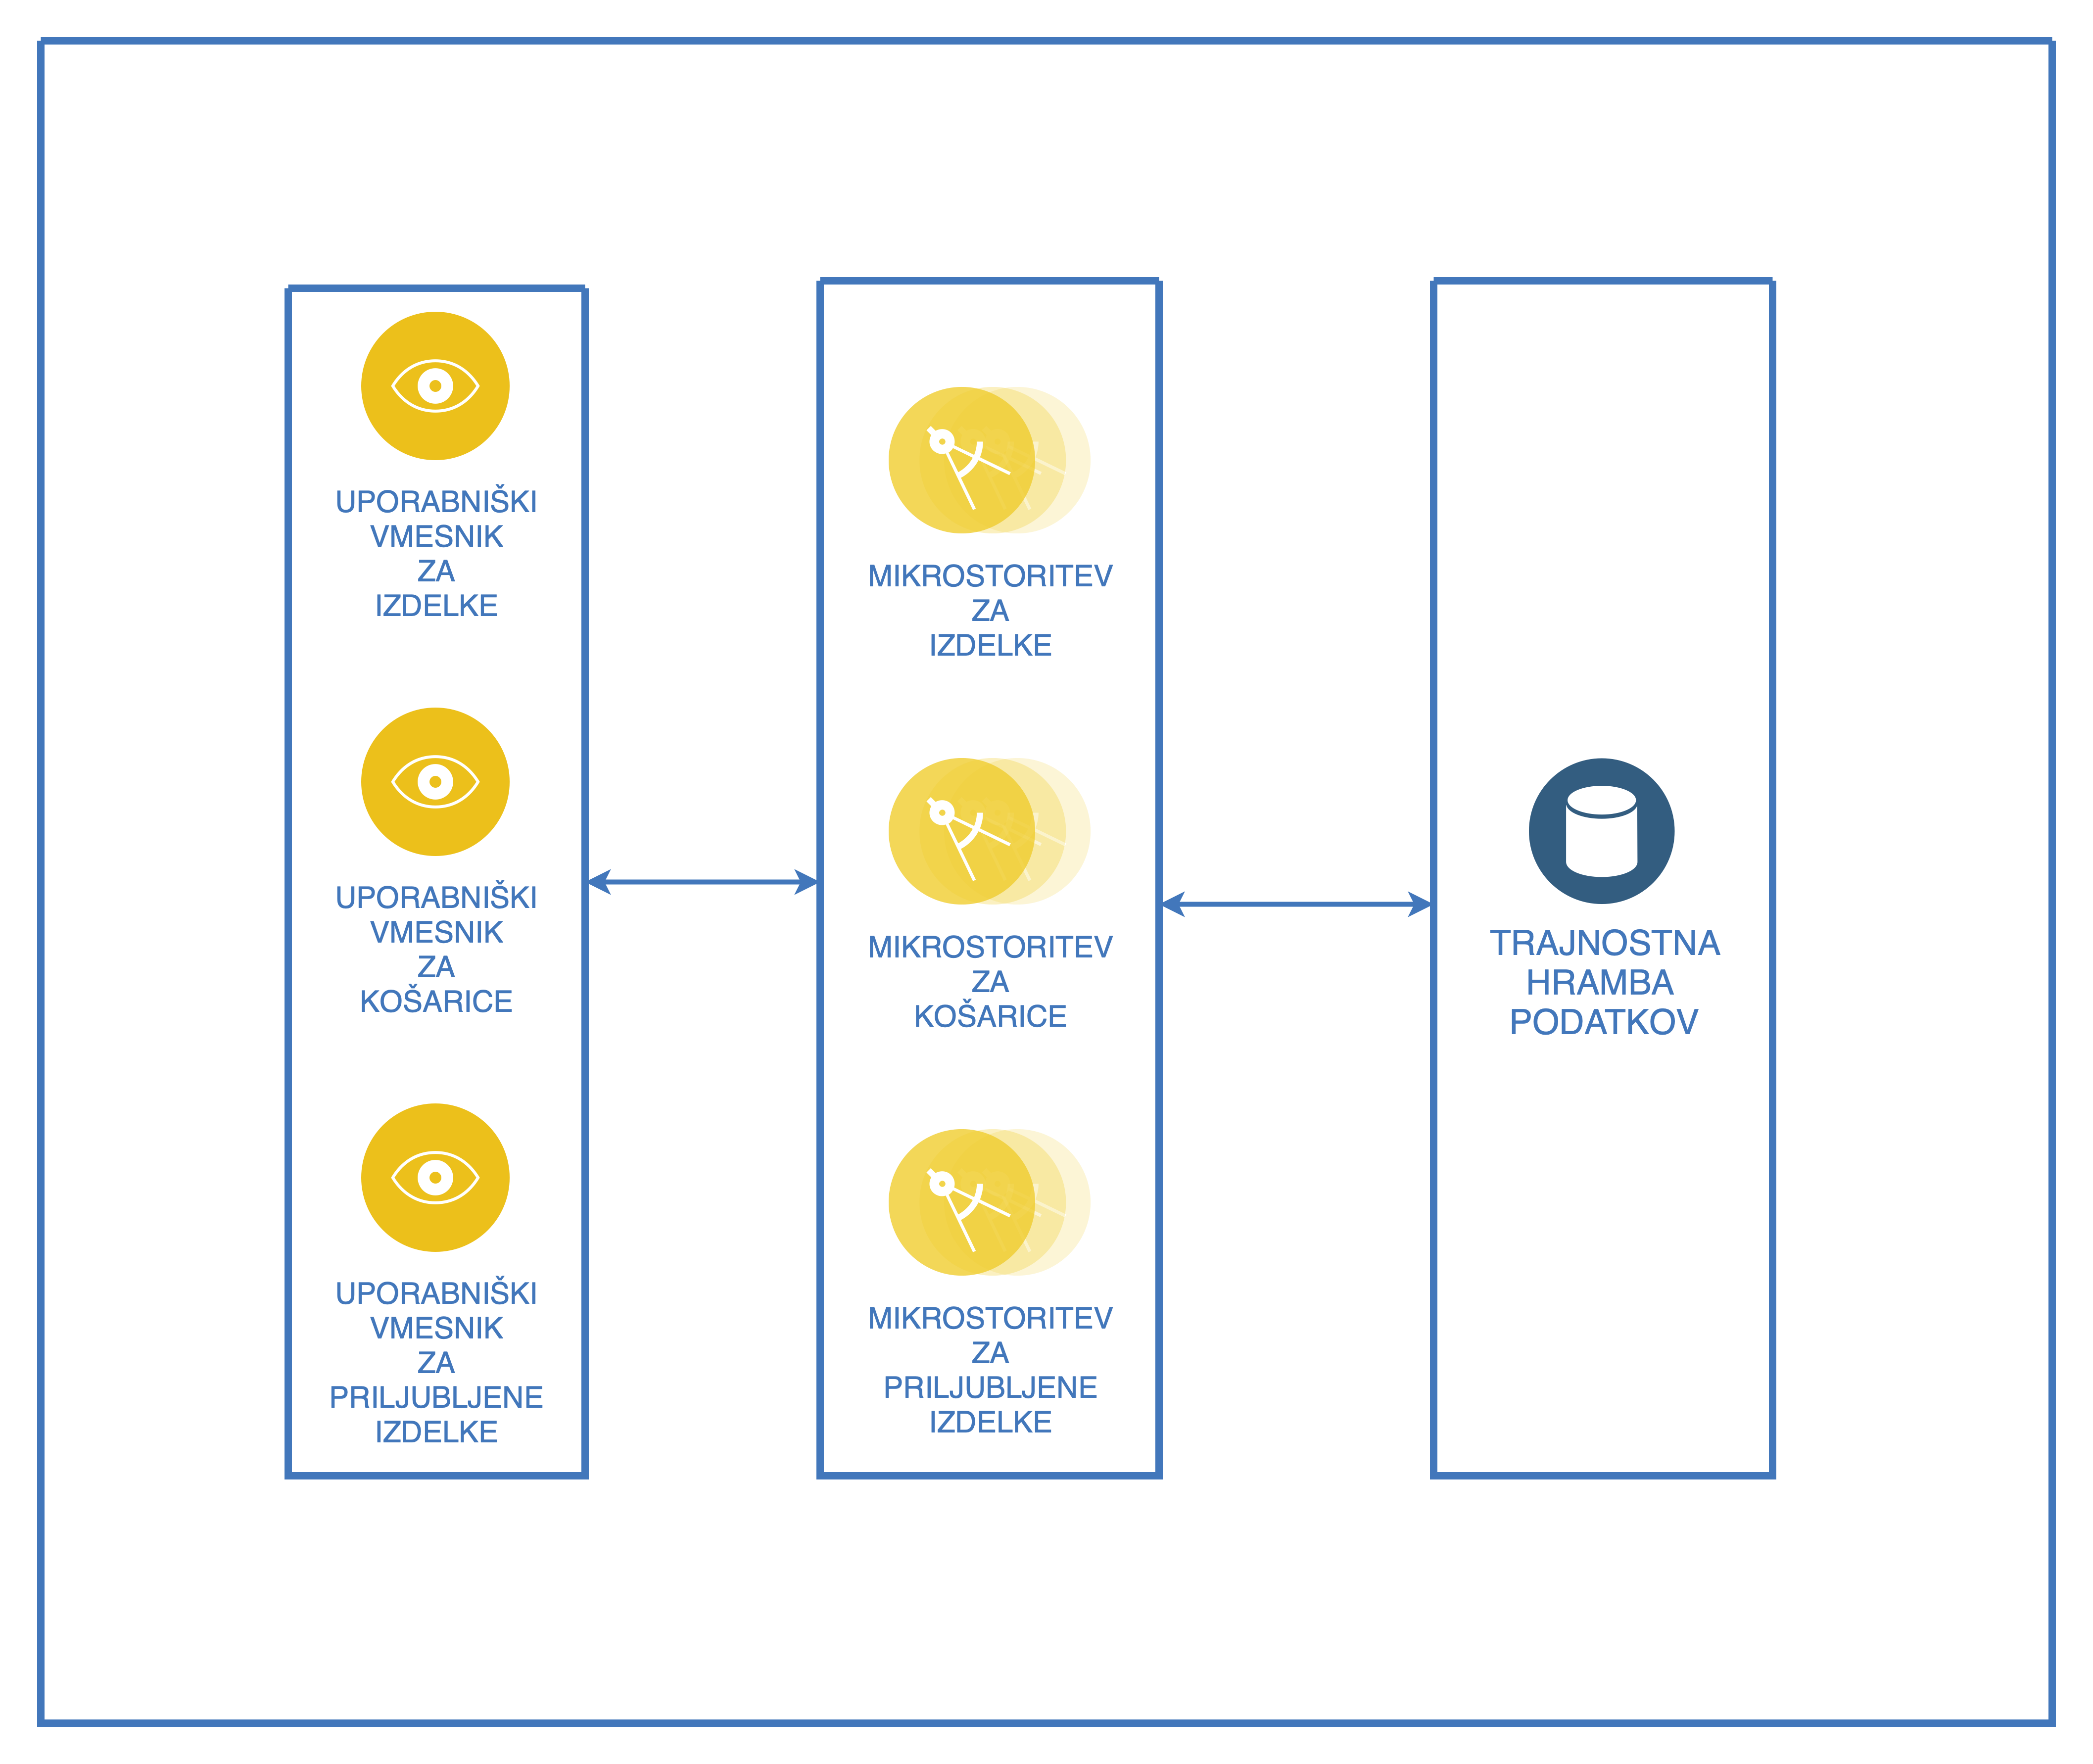 UPORABNIŠKI
VMESNIK
ZA
IZDELKE
UPORABNIŠKI
VMESNIK
ZA
KOŠARICE
UPORABNIŠKI
VMESNIK
ZA
PRILJUBLJENE
IZDELKE
MIKROSTORITEV
ZA
IZDELKE
MIKROSTORITEV
ZA
KOŠARICE
MIKROSTORITEV
ZA
PRILJUBLJENE
IZDELKE
TRAJNOSTNA
HRAMBA
PODATKOV